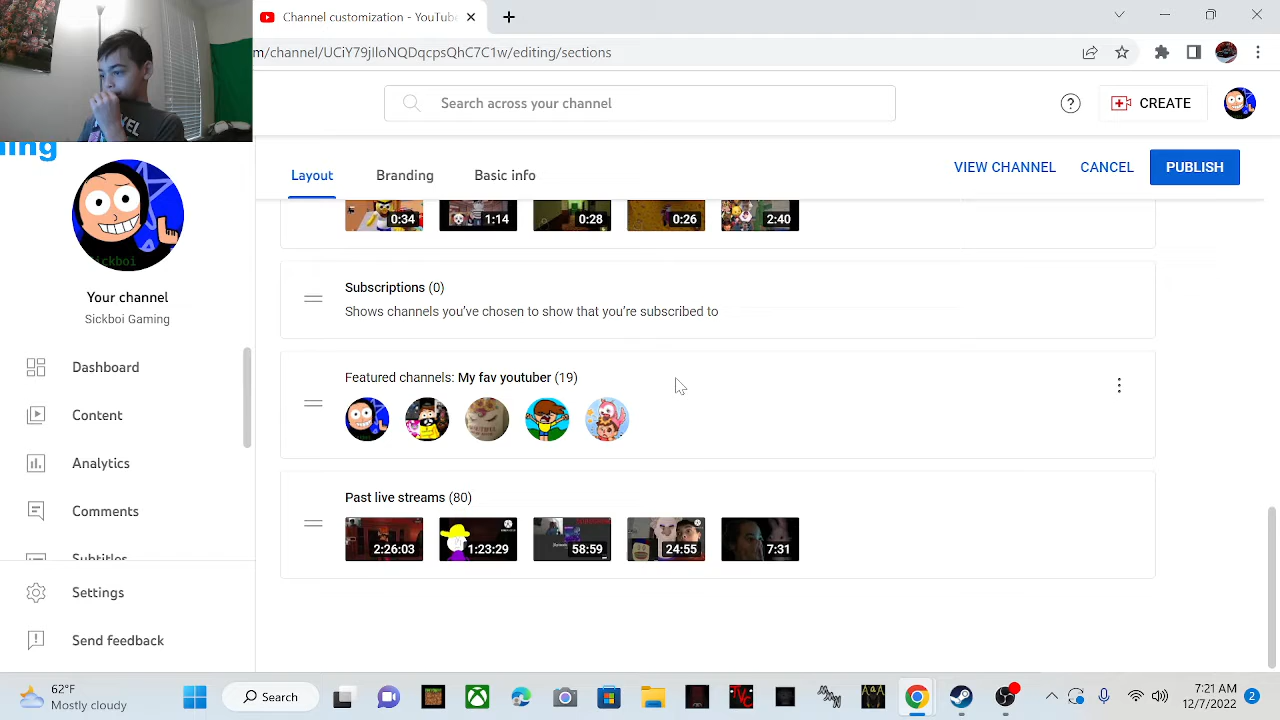 Channel customization - YouTube
m/channel/UCiY79jIloNQDqcpsQhC7C1w/editing/sections
Search across your channel
CREATE
ning
Layout
Branding
Basic info
VIEW CHANNEL
CANCEL
PUBLISH
0:34
1:14
0:28
0:26
2:40
ickboi
Your channel
Sickboi Gaming
Dashboard
Content
Analytics
Comments
Subtitles
Settings
Send feedback
Subscriptions (0)
Shows channels you've chosen to show that you're subscribed to
Featured channels: My fav youtuber (19)
Past live streams (80)
2:26:03
1:23:29
58:59
24:55
7:31
62°F
Mostly cloudy
Search
7:21 AM
12/7/2022
2